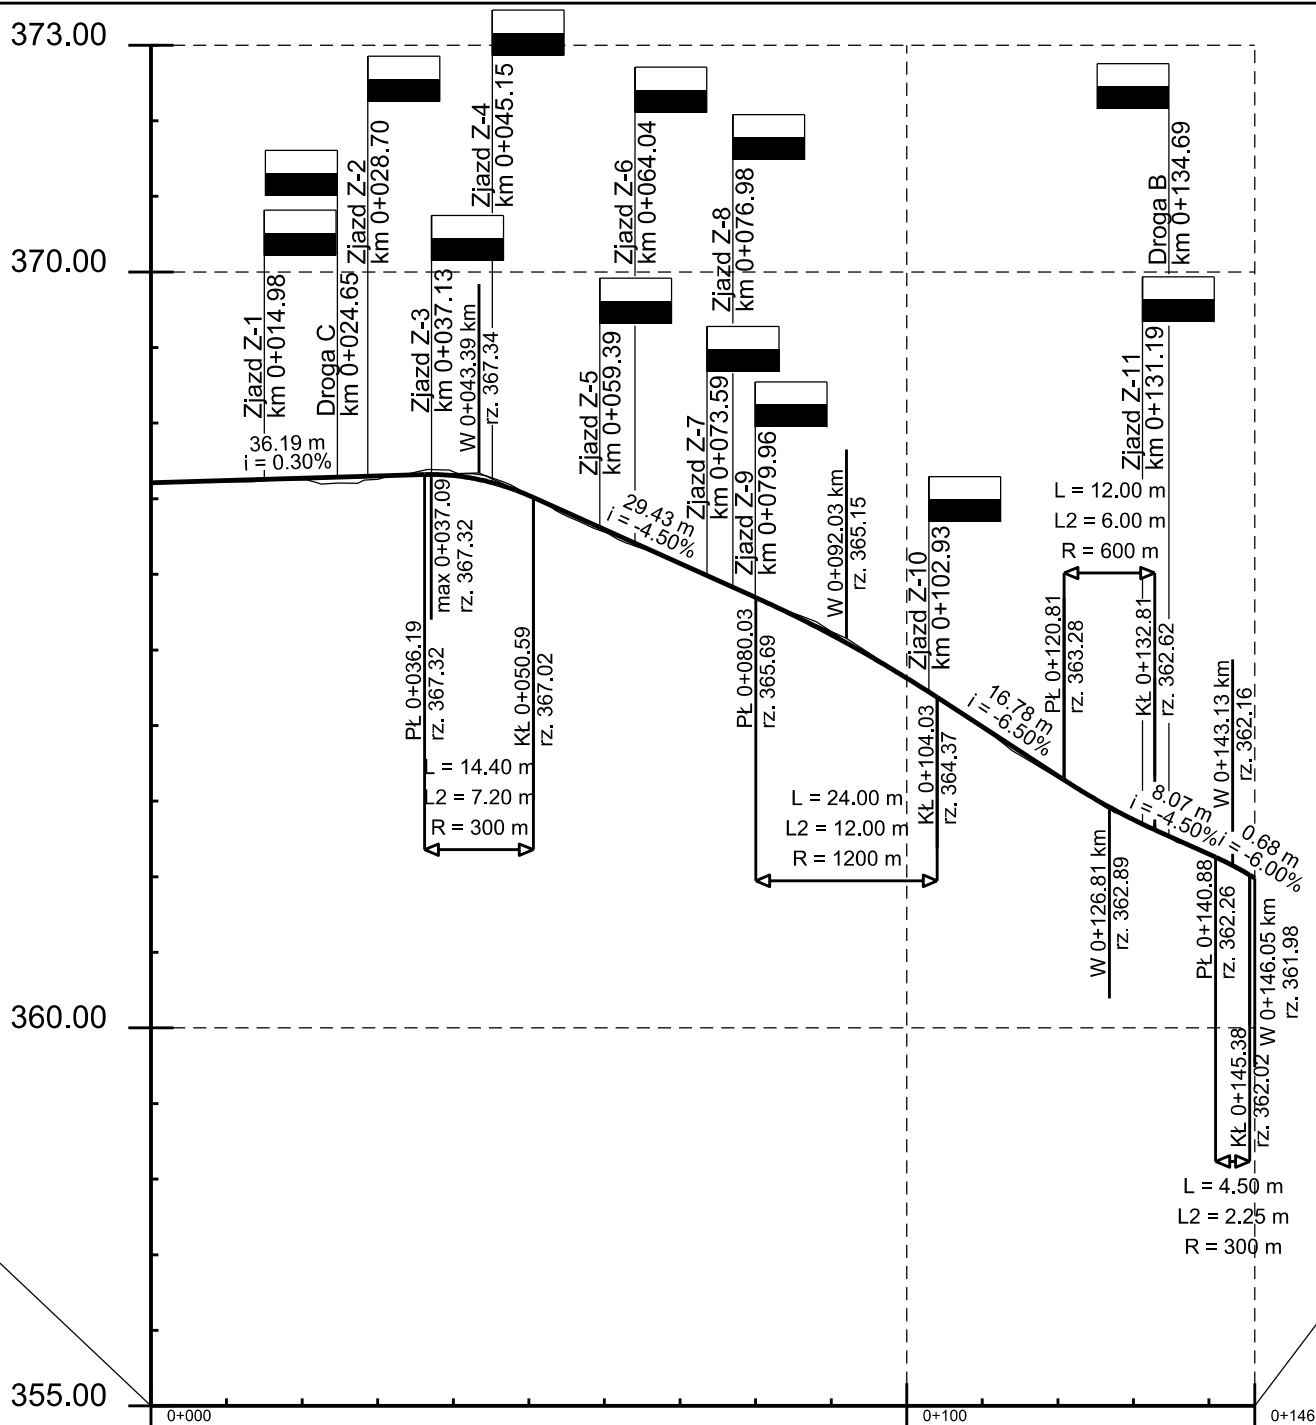 373.00
370.00
360.00
355.00
Zjazd Z-1
km 0+014.98
Droga C
km 0+024.65
Zjazd Z-2
km 0+028.70
Zjazd Z-3
km 0+037.13
Zjazd Z-4
km 0+045.15
W 0+043.39 km
rz. 367.34
Zjazd Z-5
km 0+059.39
Zjazd Z-6
km 0+064.04
Zjazd Z-7
km 0+073.59
Zjazd Z-8
km 0+076.98
Zjazd Z-9
km 0+079.96
W 0+092.03 km
rz. 365.15
Zjazd Z-10
km 0+102.93
Zjazd Z-11
km 0+131.19
Droga B
km 0+134.69
36.19 m
i = 0.30%
29.43 m
i = -4.50%
16.78 m
i = -6.50%
8.07 m
i = -4.50%
0.68 m
i = -6.00%
PŁ 0+036.19
rz. 367.32
max 0+037.09
rz. 367.32
KŁ 0+050.59
rz. 367.02
L = 14.40 m
L2 = 7.20 m
R = 300 m
PŁ 0+080.03
rz. 365.69
KŁ 0+104.03
rz. 364.37
L = 24.00 m
L2 = 12.00 m
R = 1200 m
L = 12.00 m
L2 = 6.00 m
R = 600 m
PŁ 0+120.81
rz. 363.28
KŁ 0+132.81
rz. 362.62
W 0+126.81 km
rz. 362.89
W 0+143.13 km
rz. 362.16
PŁ 0+140.88
rz. 362.26
KŁ 0+145.38
rz. 362.02
W 0+146.05 km
rz. 361.98
L = 4.50 m
L2 = 2.25 m
R = 300 m
0+000
0+100
0+146